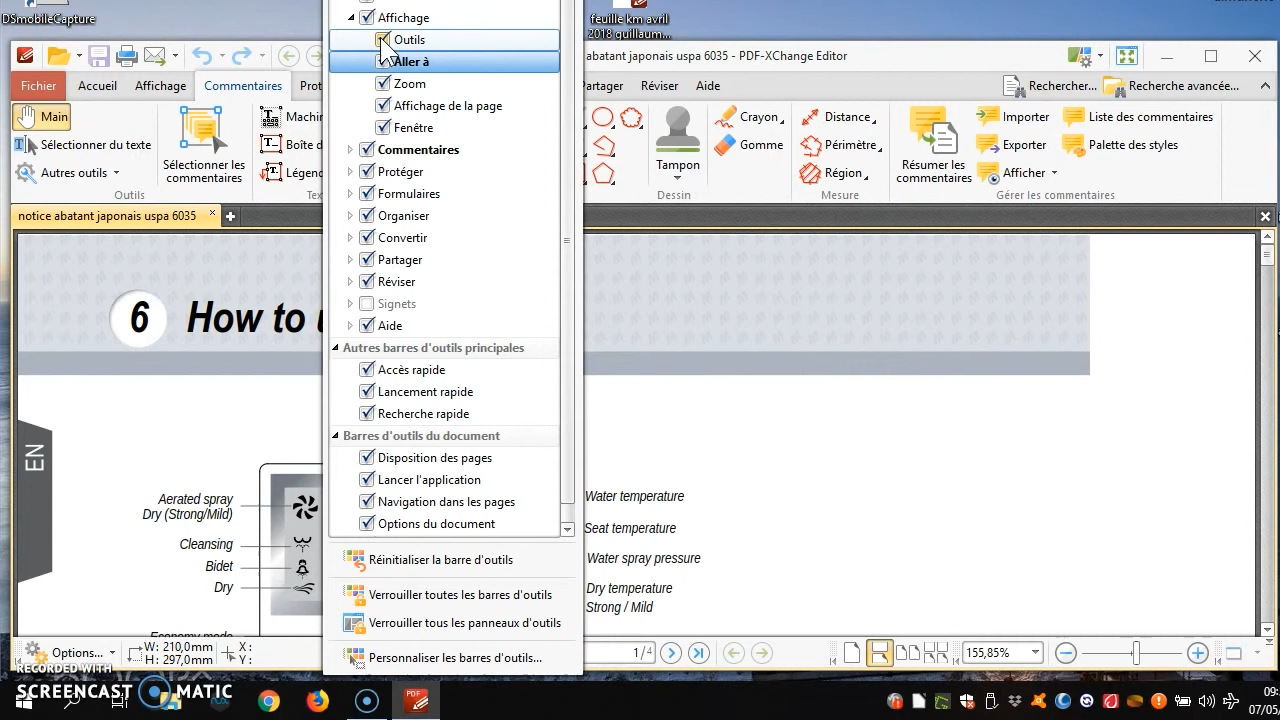 DSmobileCapture
feuille km avril
2018 guillaum...
abatant japonais uspa 6035 - PDF-XChange Editor
Fichier
Accueil
Affichage
Commentaires
Partager
Réviser
Aide
Rechercher...
Recherche avancée...
Main
Sélectionner du texte
Autres outils
Outils
Sélectionner les
commentaires
Légend
Crayon
Gomme
Tampon
Dessin
Distance
Périmètre
Région
Mesure
Résumer les
commentaires
Importer
Exporter
Afficher
Liste des commentaires
Palette des styles
Gérer les commentaires
notice abatant japonais uspa 6035
Affichage
Outils
Aller à
Zoom
Affichage de la page
Fenêtre
Commentaires
Protéger
Formulaires
Organiser
Convertir
Partager
Réviser
Signets
Aide
Autres barres d'outils principales
Accès rapide
Lancement rapide
Recherche rapide
Barres d'outils du document
Disposition des pages
Lancer l'application
Navigation dans les pages
Options du document
Réinitialiser la barre d'outils
Verrouiller toutes les barres d'outils
Verrouiller tous les panneaux d'outils
Personnaliser les barres d'outils...
6 How to
EN
Aerated spray
Dry (Strong/Mild)
Cleansing
Bidet
Dry
Economy mode
Water temperature
Seat temperature
Water spray pressure
Dry temperature
Strong / Mild
Options...
W: 210,0mm
H: 297,0mm
X :
Y :
1/4
155,85%
RECORDED WITH
SCREENCAST MATIC
09:
07/05/